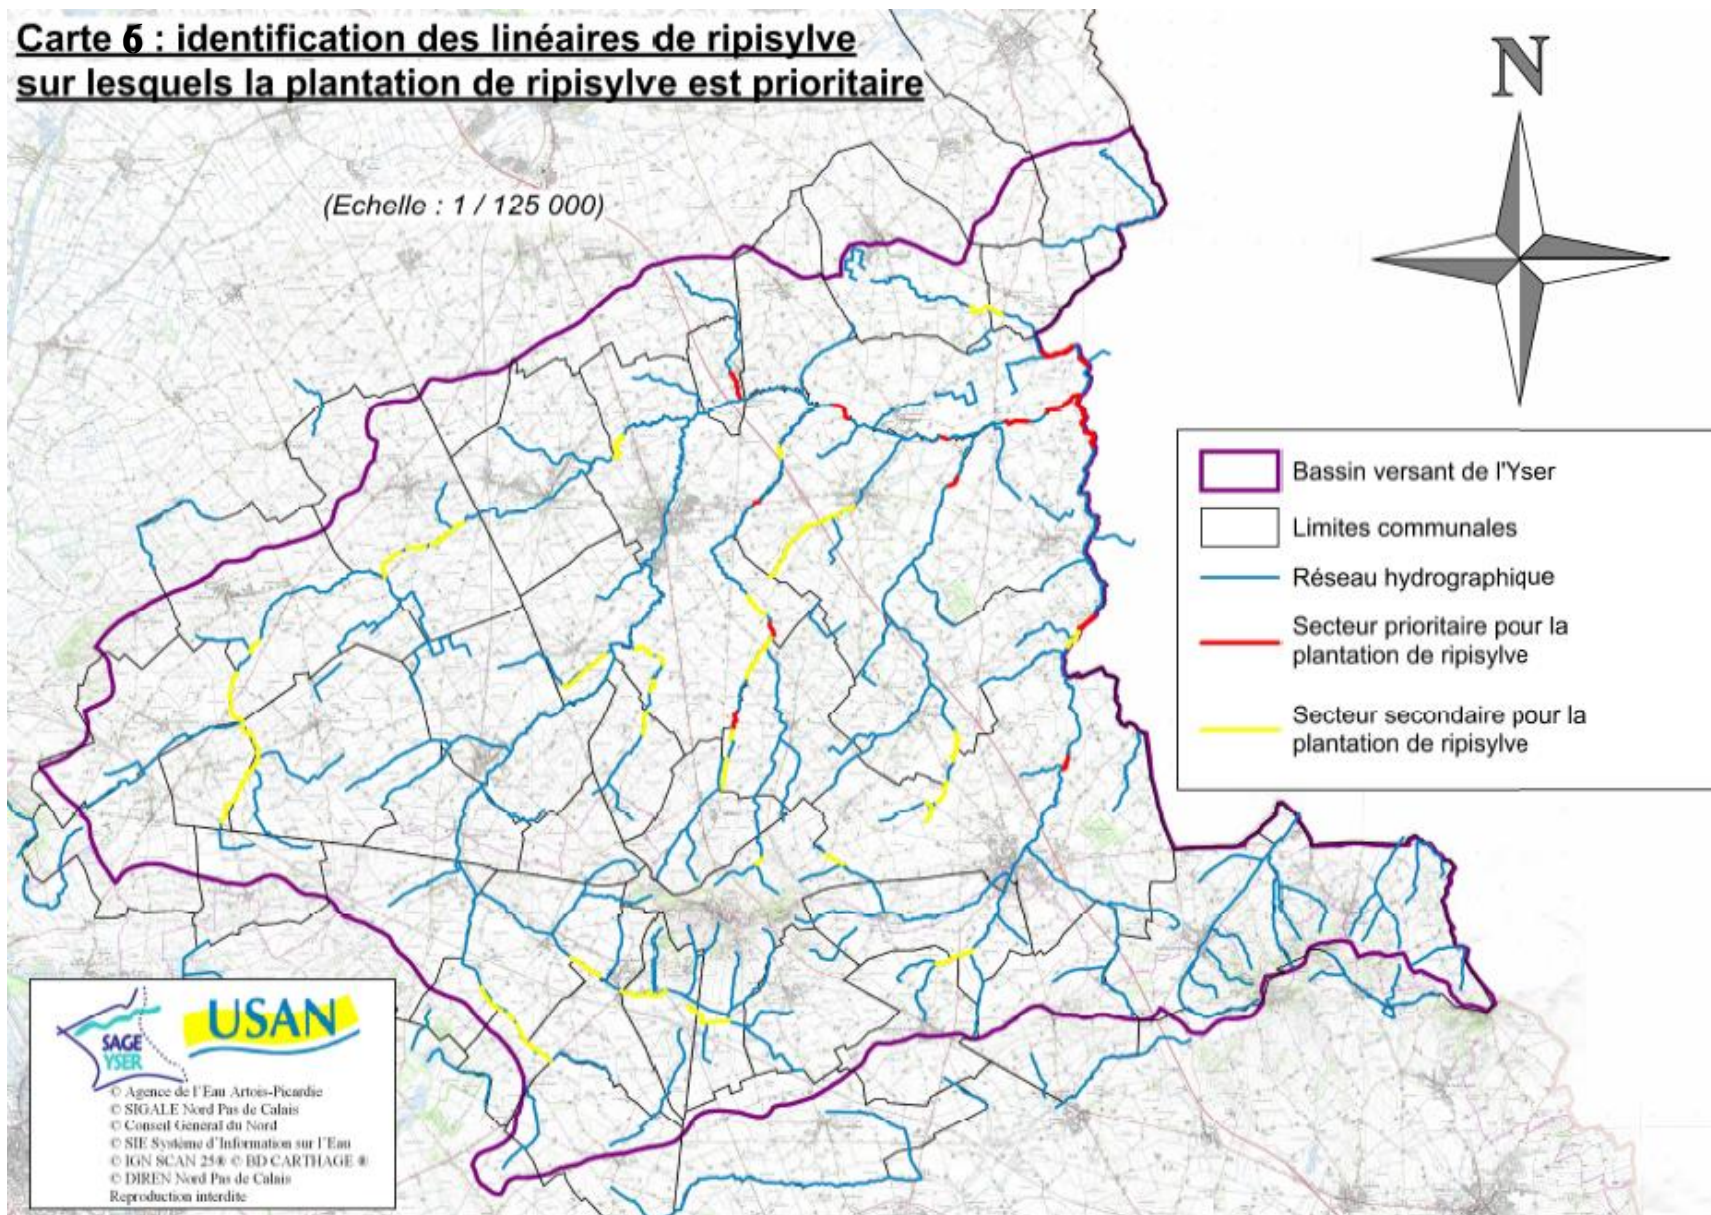 Carte 6 : identification des linéaires de ripisylve
sur lesquels la plantation de ripisylve est prioritaire
(Echelle : 1 / 125 000)
N
Bassin versant de l'Yser
Limites communales
Réseau hydrographique
Secteur prioritaire pour la
plantation de ripisylve
Secteur secondaire pour la
plantation de ripisylve
SAGE
YSER
USAN
© Agence de l'Eau Artois-Picardie
© SIGALE Nord Pas de Calais
© Conseil General du Nord
© SIE Système d'Information sur l'Eau
© IGN SCAN 25® © BD CARTHAGE ®
© DIREN Nord Pas de Calais
Reproduction interdite